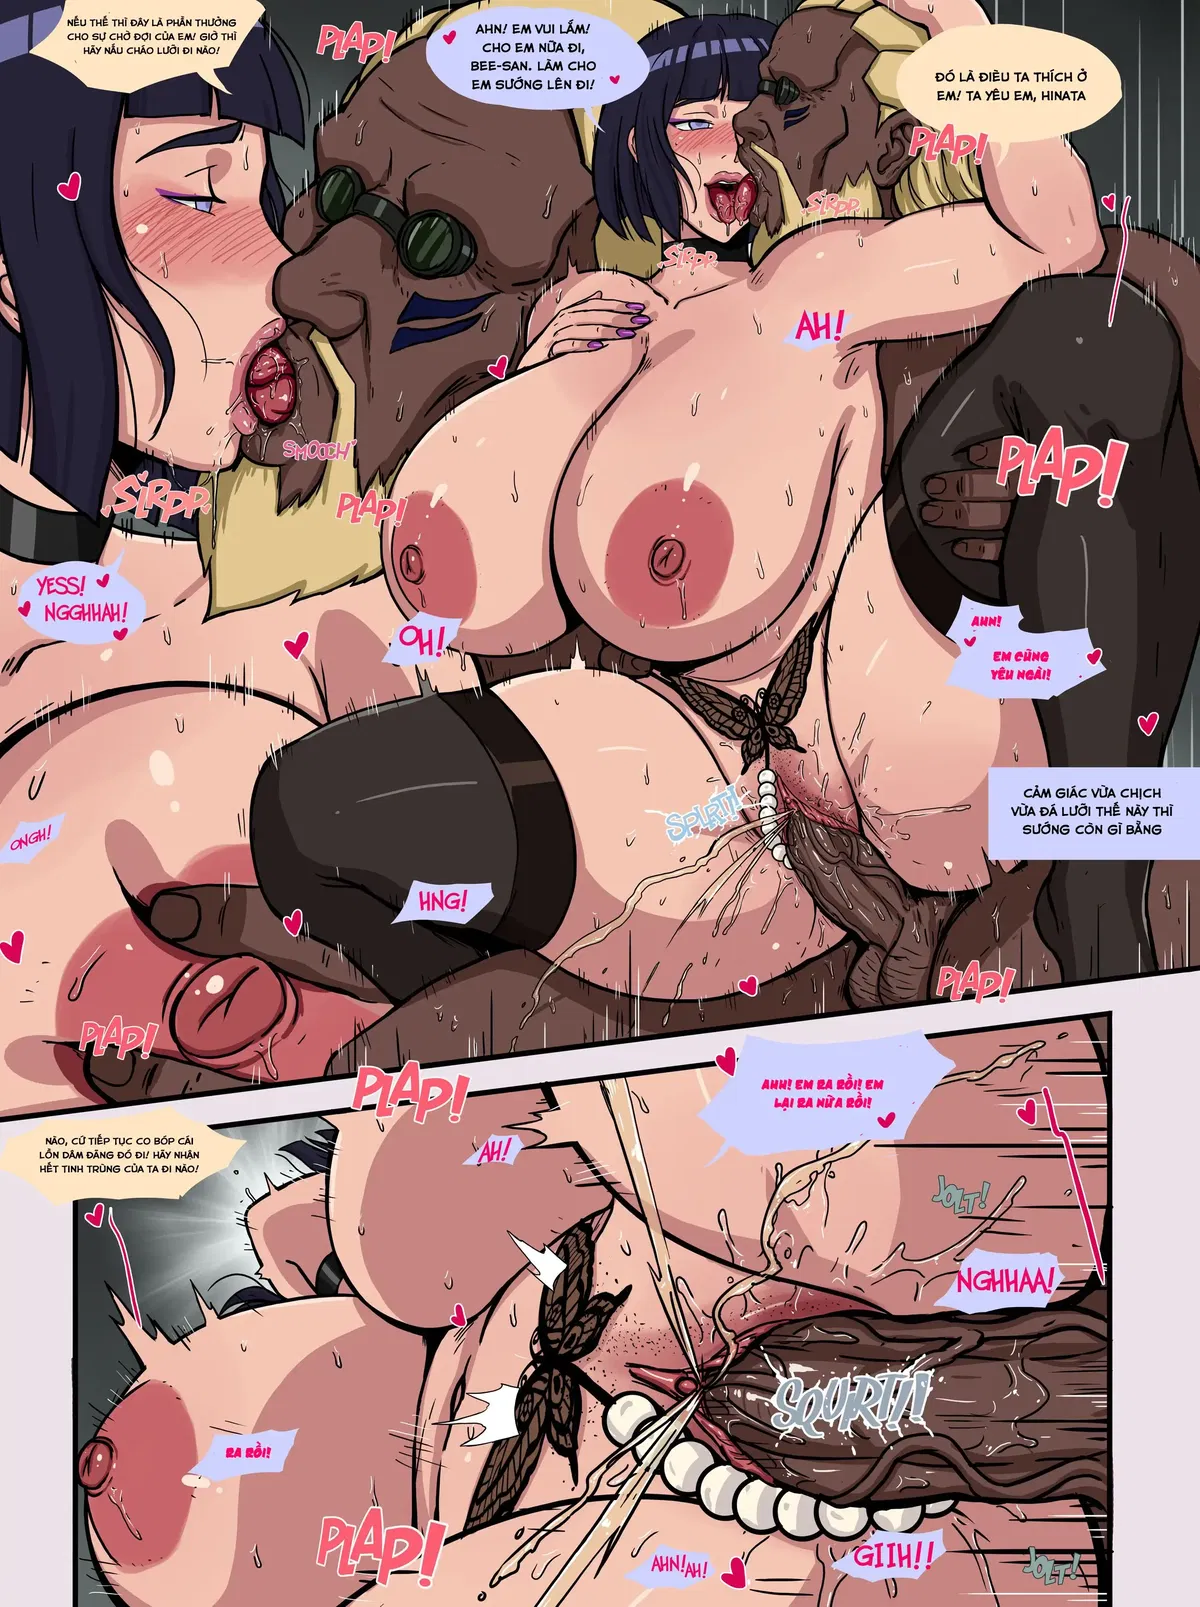 NẾU THẾ THÌ ĐÂY LÀ PHẦN THƯỞNG
CHO SỰ CHỜ ĐỢI CỦA EM! GIỜ THÌ
HÃY NẤU CHÁO LƯỠI ĐI NÀO!
PLAP!
AHN! EM VUI LẮM!
CHO EM NỮA ĐI,
BEE-SAN. LÀM CHO
EM SƯỚNG LÊN ĐI!
ĐÓ LÀ ĐIỀU TA THÍCH Ở
EM! TA YÊU EM, HINATA
PLAP!
SLRPP
SLRPP
AH!
SMOOCH
SLRPP
PLAP!
PLAP!
YESS!
NGGHHAH!
OH!
AHN!
EM CŨNG
YÊU NGÀI!
CẢM GIÁC VỪA CHỊCH
VỪA ĐÁ LƯỠI THẾ NÀY THÌ
SƯỚNG CÒN GÌ BẰNG
SPLRT!!
ONGH!
HNG!
PLAP!
PLAP!
PLAP!
AHH! EM RA RỒI! EM
LẠI RA NỮA RỒI!
NÀO, CỨ TIẾP TỤC CO BÓP CÁI
LỒN DÂM ĐÃNG ĐÓ ĐI! HÃY NHẬN
HẾT TINH TRÙNG CỦA TA ĐI NÀO!
AH!
JOLT!
NGHHAA!
SQURT!!
RA RỒI!
PLAP!
AHN! AH!
GIIH!!
JOLT!